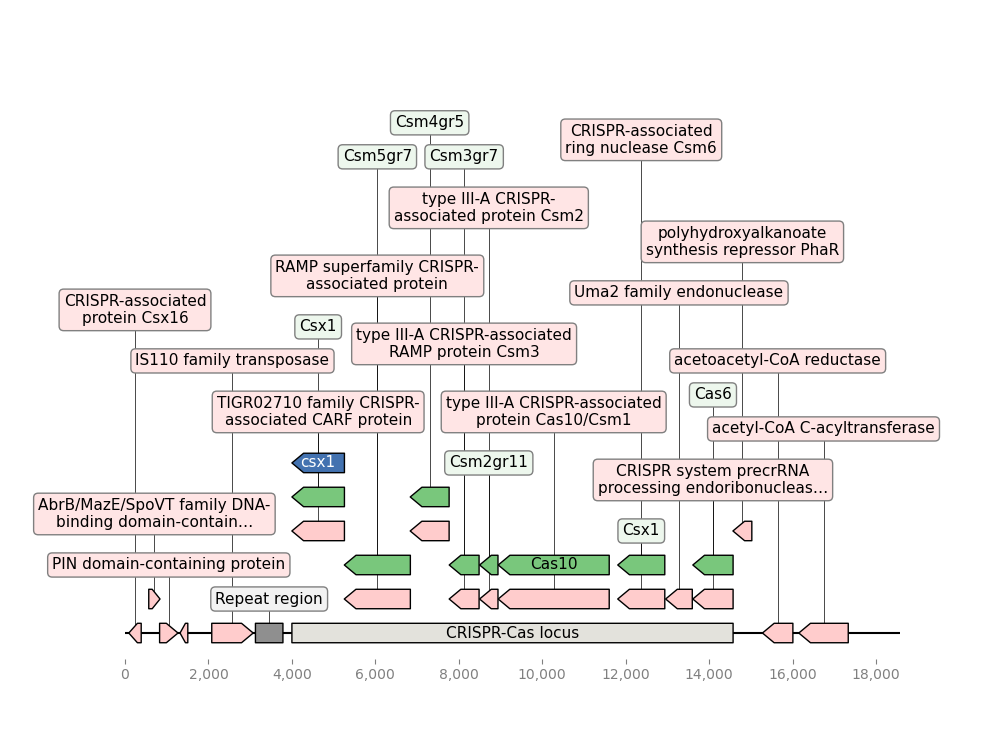 Csm4gr5
Csm5gr7
Csm3gr7
CRISPR-associated
ring nuclease Csm6
type III-A CRISPR-
associated protein Csm2
polyhydroxyalkanoate
synthesis repressor PhaR
RAMP superfamily CRISPR-
associated protein
Uma2 family endonuclease
CRISPR-associated
protein Csx16
Csx1
type III-A CRISPR-associated
RAMP protein Csm3
IS110 family transposase
acetoacetyl-CoA reductase
Cas6
TIGR02710 family CRISPR-
associated CARF protein
type III-A CRISPR-associated
protein Cas10/Csm1
acetyl-CoA C-acyltransferase
csx1
Csm2gr11
CRISPR system precrRNA
processing endoribonucleas...
AbrB/MazE/SpoVT family DNA-
binding domain-contain...
Csx1
PIN domain-containing protein
Cas10
Repeat region
CRISPR-Cas locus
0 2,000 4,000 6,000 8,000 10,000 12,000 14,000 16,000 18,000